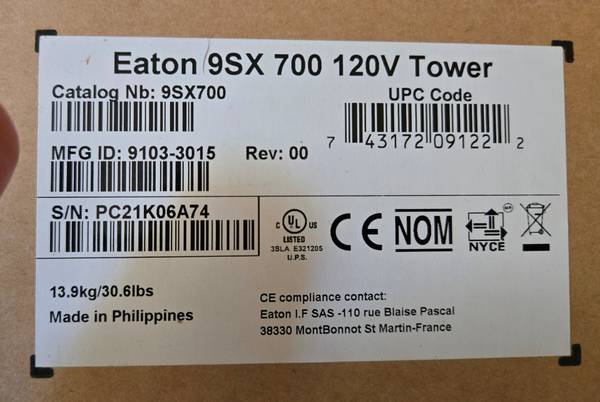 Eaton 9SX 700 120V Tower
Catalog Nb: 9SX700
UPC Code
7 43172 09122 2
MFG ID: 9103-3015 Rev: 00
S/N: PC21K06A74
C UL US
LISTED
3SLA E321205
U.P.S.
CE
NOM
NYCE
13.9kg/30.6lbs
Made in Philippines
CE compliance contact:
Eaton I.F SAS -110 rue Blaise Pascal
38330 MontBonnot St Martin-France